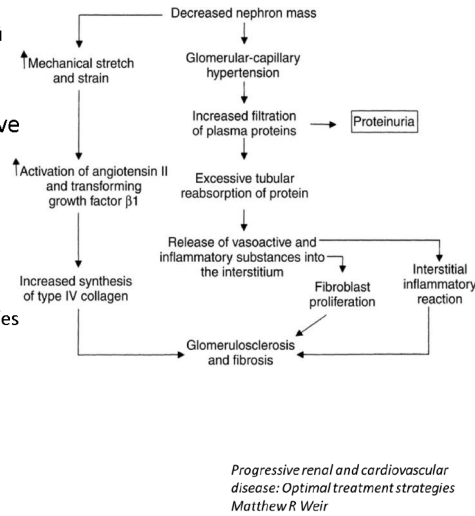 Decreased nephron mass
↑Mechanical stretch
and strain
Glomerular-capillary
hypertension
ve
Increased filtration
of plasma proteins
Proteinuria
↑Activation of angiotensin II
and transforming
growth factor β1
Excessive tubular
reabsorption of protein
Release of vasoactive and
inflammatory substances into
the interstitium
Increased synthesis
of type IV collagen
Fibroblast
proliferation
Interstitial
inflammatory
reaction
es
Glomerulosclerosis
and fibrosis
Progressive renal and cardiovascular
disease: Optimal treatment strategies
Matthew R Weir